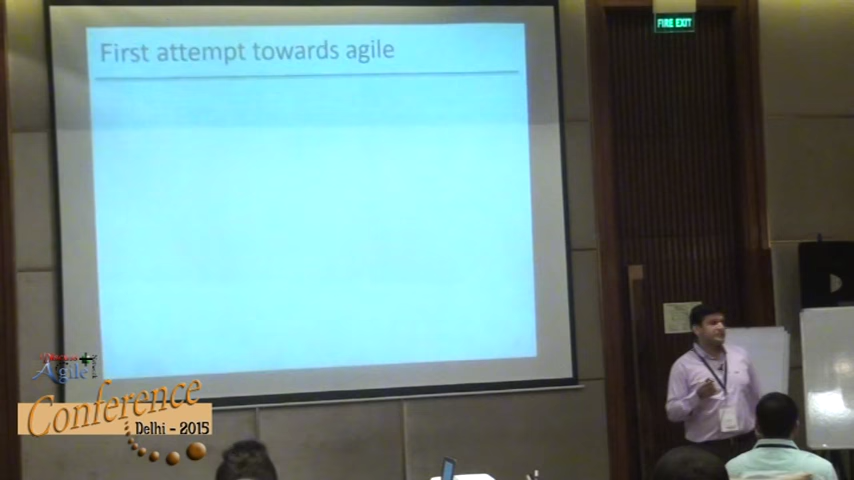 First attempt towards agile
FIRE EXIT
Agile
Conference
Delhi - 2015